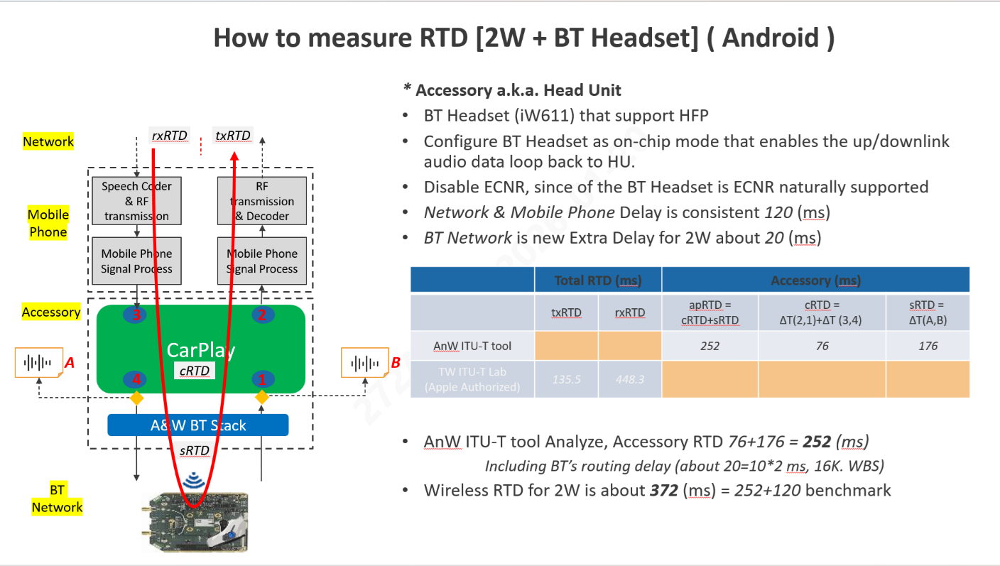 How to measure RTD [2W + BT Headset] ( Android )
* Accessory a.k.a. Head Unit
• BT Headset (iW611) that support HFP
• Configure BT Headset as on-chip mode that enables the up/downlink
audio data loop back to HU.
• Disable ECNR, since of the BT Headset is ECNR naturally supported
• Network & Mobile Phone Delay is consistent 120 (ms)
• BT Network is new Extra Delay for 2W about 20 (ms)
Network
rxRTD
txRTD
Mobile
Phone
Speech Coder
& RF
transmission
RF
transmission
& Decoder
Mobile Phone
Signal Process
Mobile Phone
Signal Process
Accessory
3
2
CarPlay
cRTD
4
1
A
B
A&W BT Stack
sRTD
BT
Network
Total RTD (ms)
Accessory (ms)
txRTD
rxRTD
apRTD =
cRTD+sRTD
cRTD =
ΔT(2,1)+ΔT (3,4)
sRTD =
ΔT(A,B)
AnW ITU-T tool
252
76
176
TW ITU-T Lab
(Apple Authorized)
135.5
448.3
• AnW ITU-T tool Analyze, Accessory RTD 76+176 = 252 (ms)
Including BT's routing delay (about 20=10*2 ms, 16K. WBS)
• Wireless RTD for 2W is about 372 (ms) = 252+120 benchmark